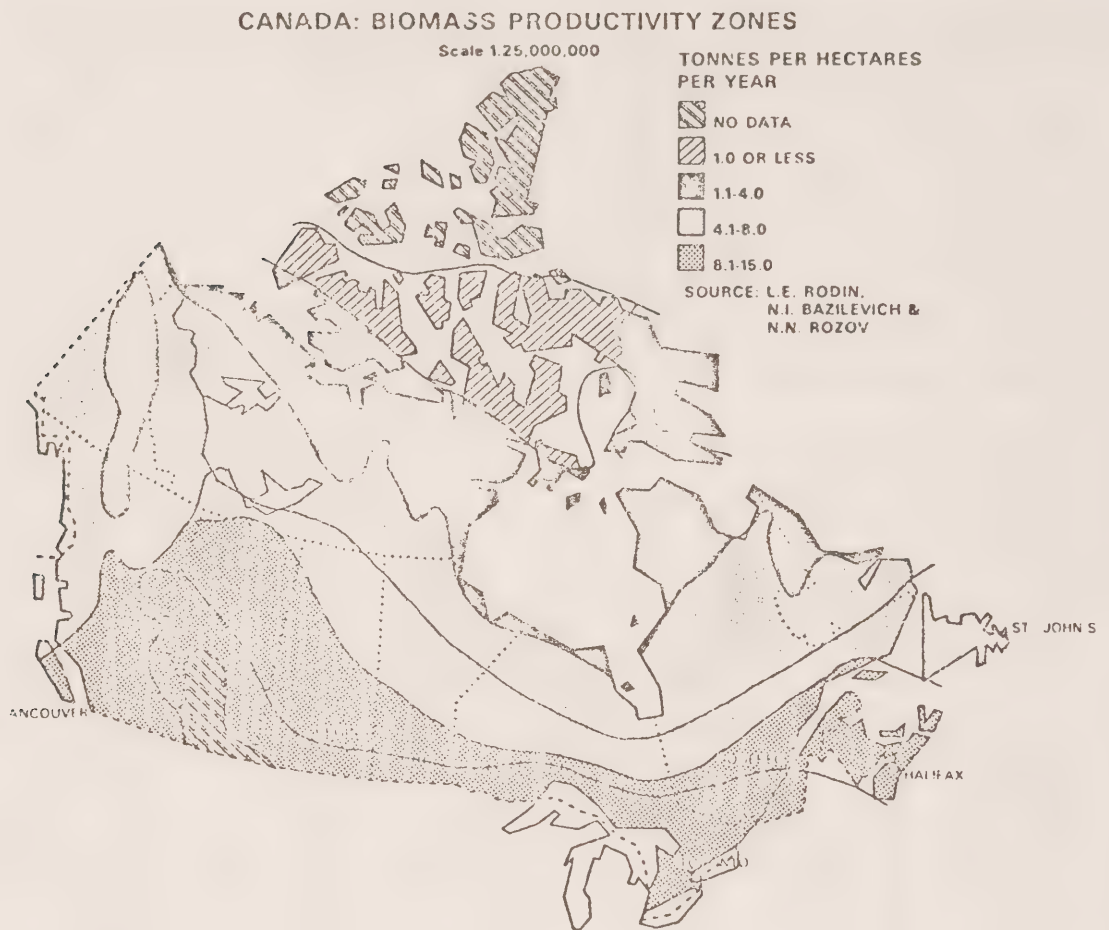 CANADA: BIOMASS PRODUCTIVITY ZONES
Scale 1:25,000,000
TONNES PER HECTARES
PER YEAR
NO DATA
1.0 OR LESS
1.1-4.0
4.1-8.0
8.1-15.0
SOURCE: L.E. RODIN,
N.I. BAZILEVICH &
N.N. ROZOV
ST JOHN S
ANCOUVER
HALIFAX